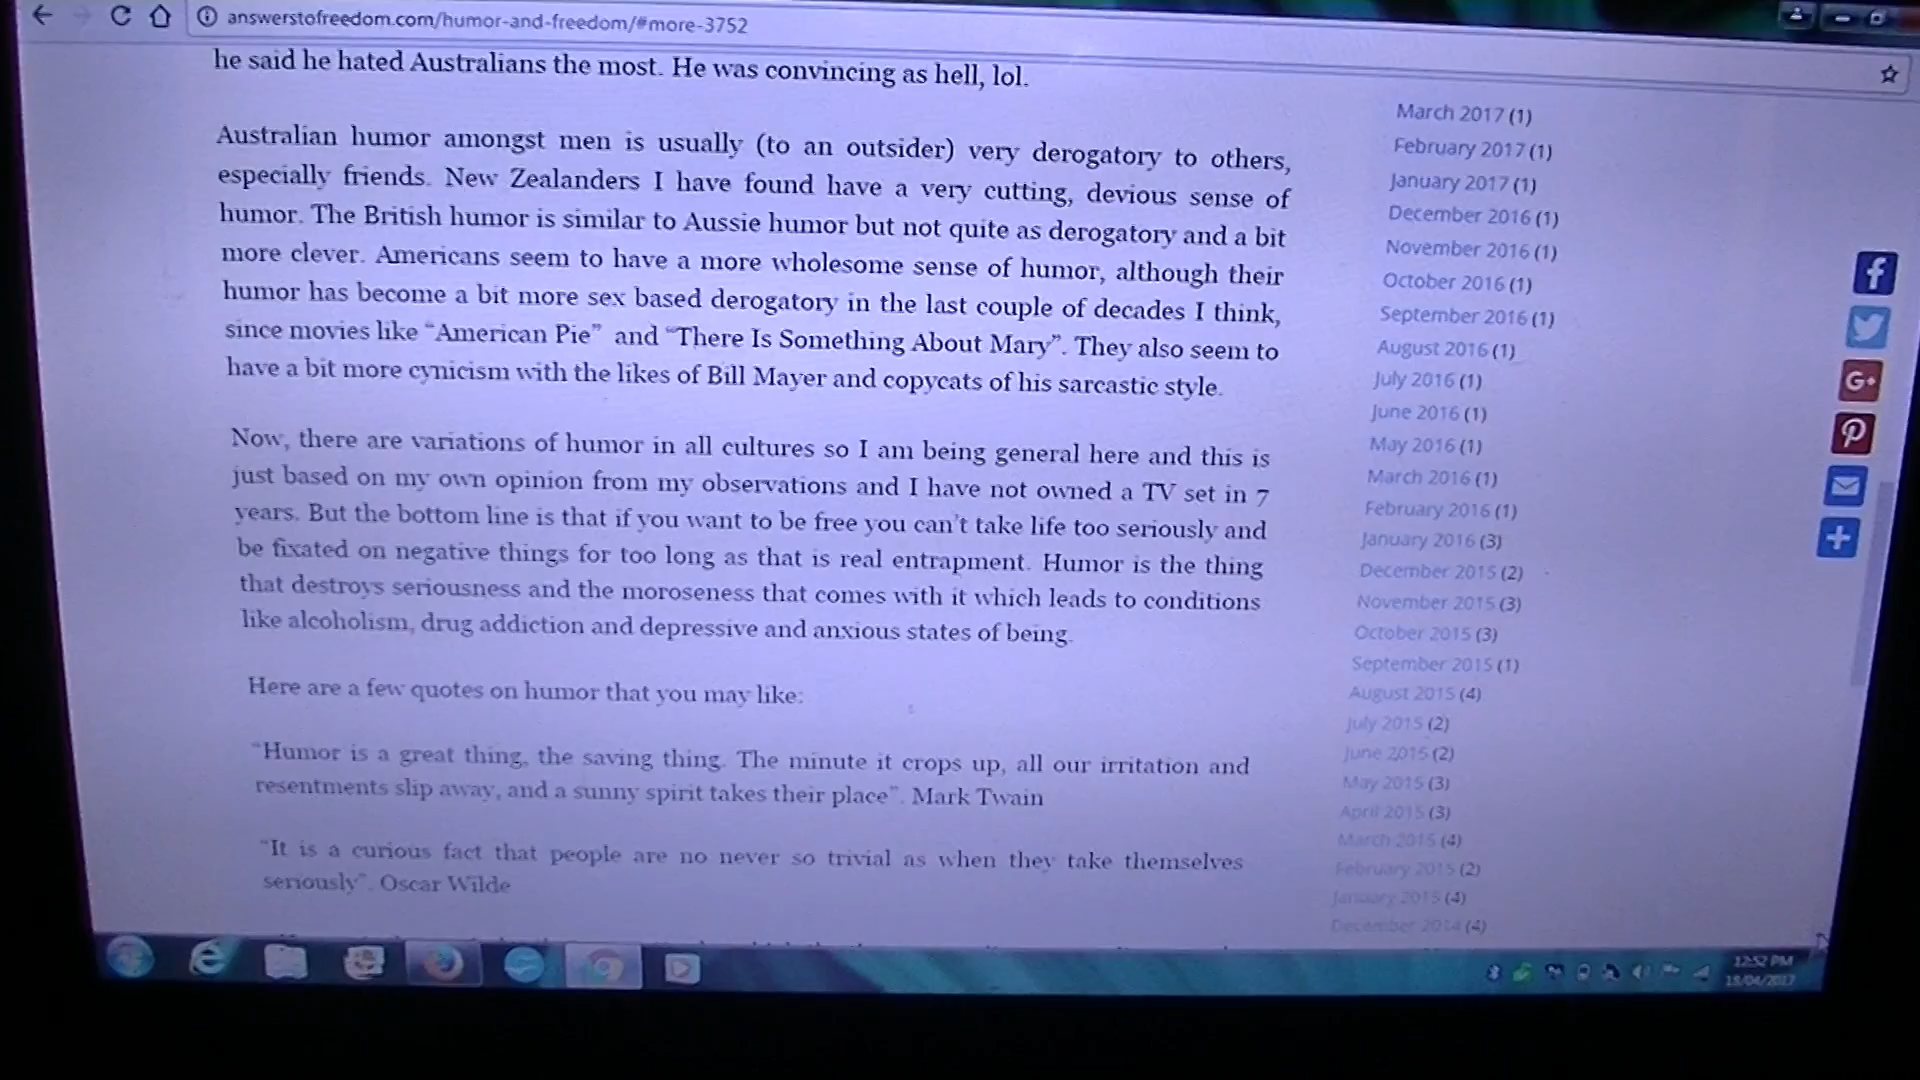 answerstofreedom.com/humor-and-freedom/#more-3752
he said he hated Australians the most. He was convincing as hell, lol.
Australian humor amongst men is usually (to an outsider) very derogatory to others,
especially friends. New Zealanders I have found have a very cutting, devious sense of
humor. The British humor is similar to Aussie humor but not quite as derogatory and a bit
more clever. Americans seem to have a more wholesome sense of humor, although their
humor has become a bit more sex based derogatory in the last couple of decades I think,
since movies like “American Pie” and “There Is Something About Mary”. They also seem to
have a bit more cynicism with the likes of Bill Mayer and copycats of his sarcastic style.
Now, there are variations of humor in all cultures so I am being general here and this is
just based on my own opinion from my observations and I have not owned a TV set in 7
years. But the bottom line is that if you want to be free you can't take life too seriously and
be fixated on negative things for too long as that is real entrapment. Humor is the thing
that destroys seriousness and the moroseness that comes with it which leads to conditions
like alcoholism, drug addiction and depressive and anxious states of being.
Here are a few quotes on humor that you may like:
“Humor is a great thing, the saving thing. The minute it crops up, all our irritation and
resentments slip away, and a sunny spirit takes their place”. Mark Twain
“It is a curious fact that people are no never so trivial as when they take themselves
seriously”. Oscar Wilde
March 2017 (1)
February 2017 (1)
January 2017 (1)
December 2016 (1)
November 2016 (1)
October 2016 (1)
September 2016 (1)
August 2016 (1)
July 2016 (1)
June 2016 (1)
May 2016 (1)
March 2016 (1)
February 2016 (1)
January 2016 (3)
December 2015 (2)
November 2015 (3)
October 2015 (3)
September 2015 (1)
August 2015 (4)
July 2015 (2)
June 2015 (2)
May 2015 (3)
April 2015 (3)
March 2015 (4)
February 2015 (2)
January 2015 (4)
December 2014 (4)
G+
12:52 PM
18/04/2017